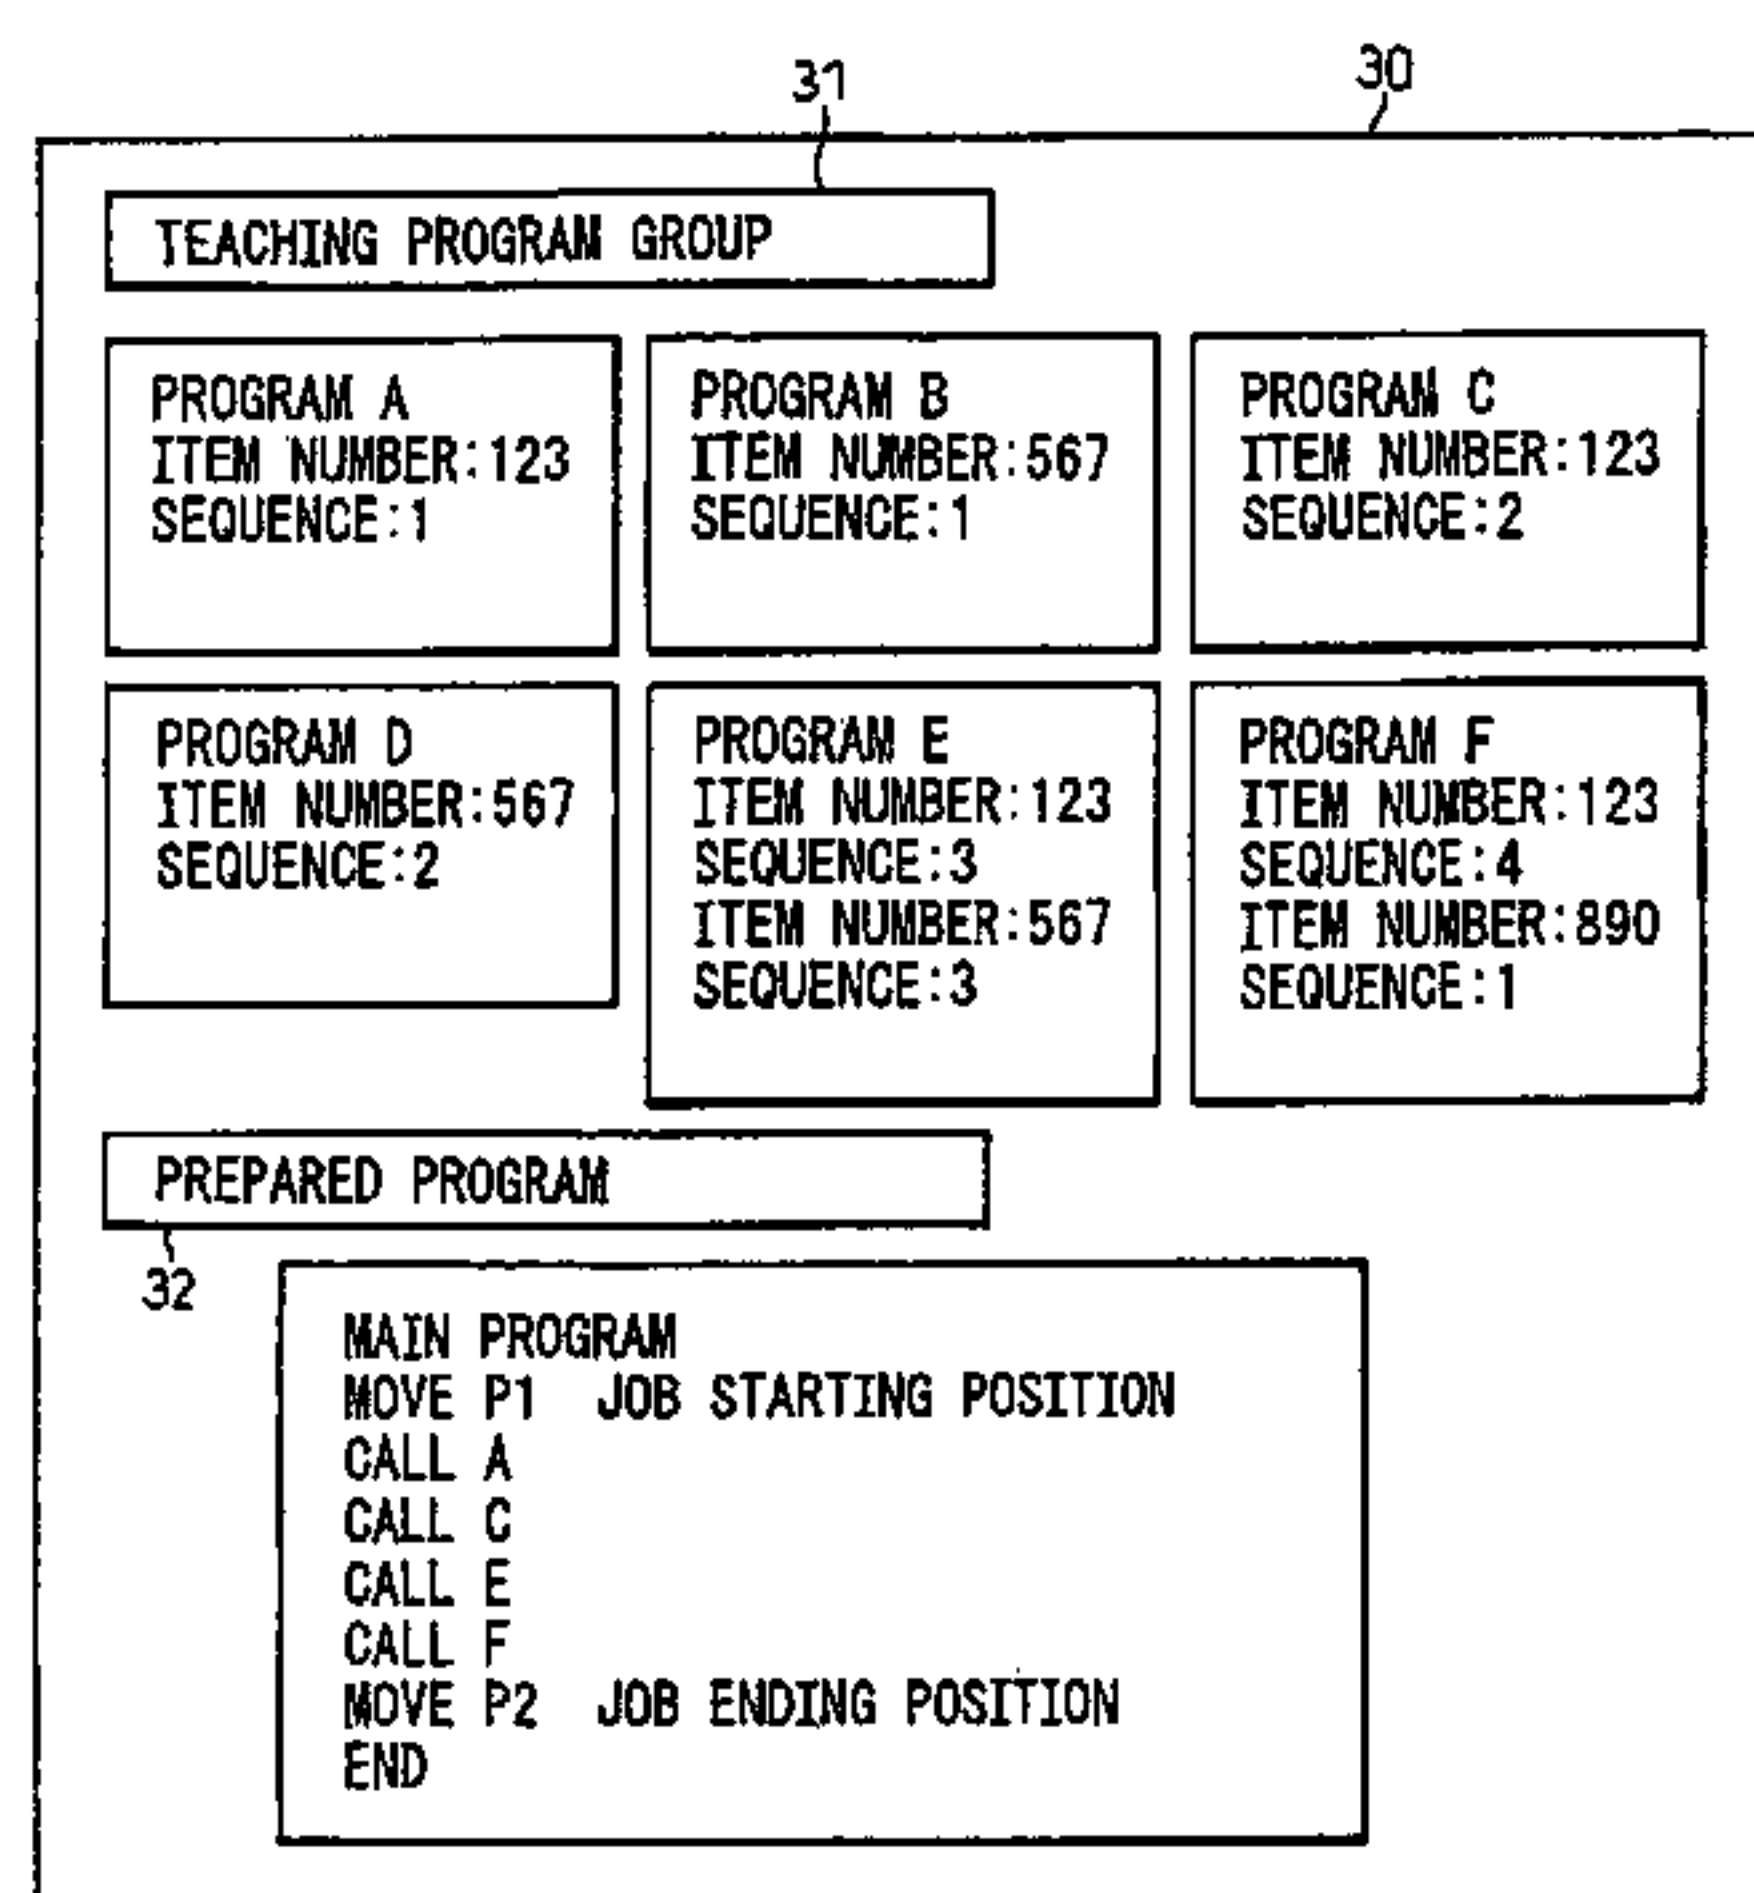 31
30
TEACHING PROGRAM GROUP
PROGRAM A
ITEM NUMBER:123
SEQUENCE:1
PROGRAM B
ITEM NUMBER:567
SEQUENCE:1
PROGRAM C
ITEM NUMBER:123
SEQUENCE:2
PROGRAM D
ITEM NUMBER:567
SEQUENCE:2
PROGRAM E
ITEM NUMBER:123
SEQUENCE:3
ITEM NUMBER:567
SEQUENCE:3
PROGRAM F
ITEM NUMBER:123
SEQUENCE:4
ITEM NUMBER:890
SEQUENCE:1
PREPARED PROGRAM
32
MAIN PROGRAM
MOVE P1 JOB STARTING POSITION
CALL A
CALL C
CALL E
CALL F
MOVE P2 JOB ENDING POSITION
END